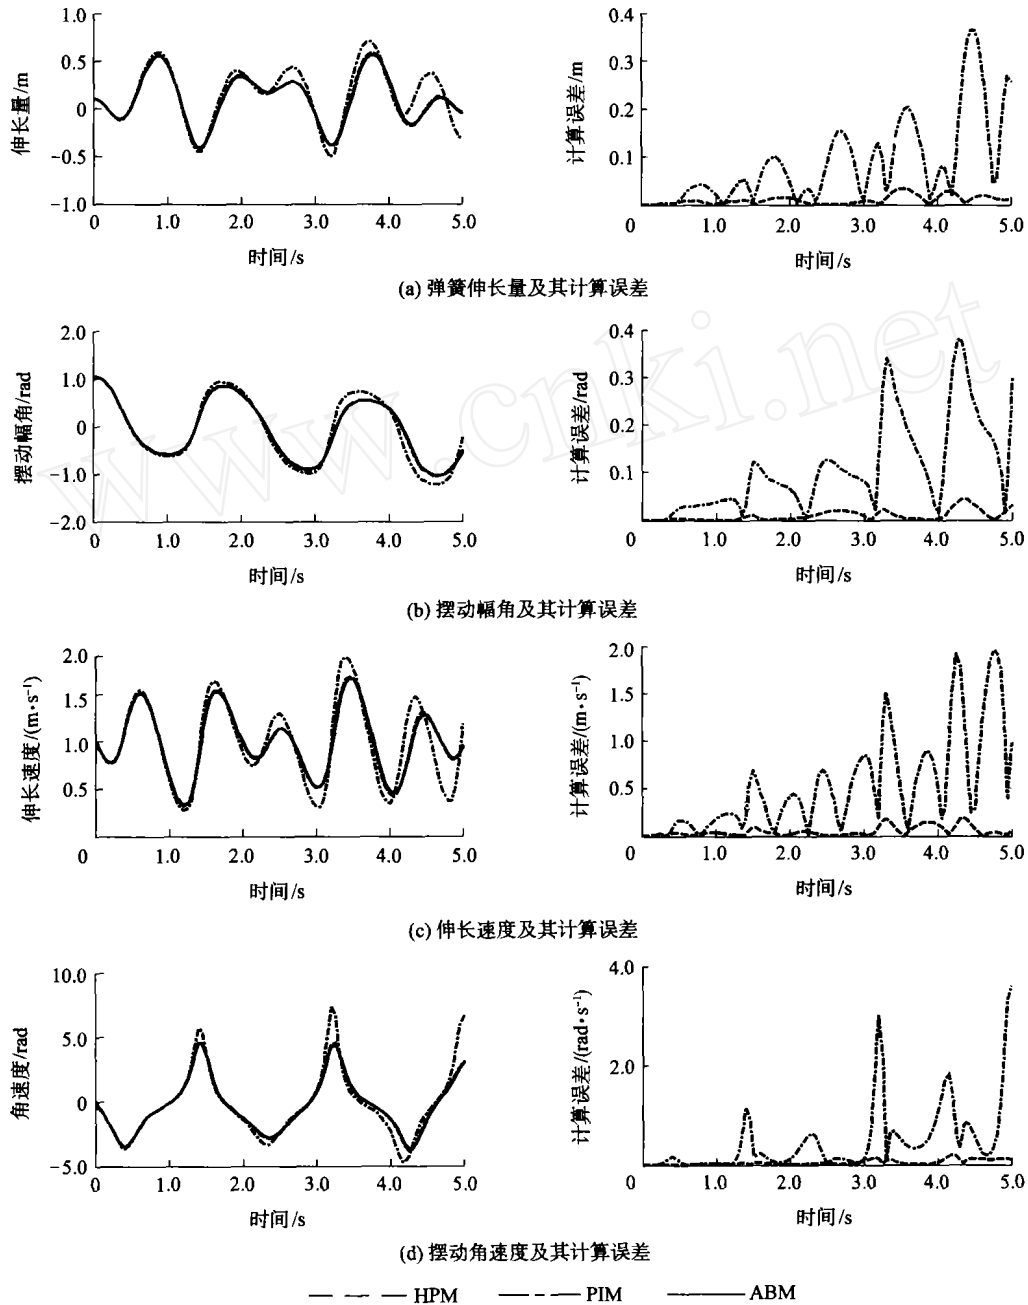 1.0
0.5
0
−0.5
−1.0
伸长量/m
0 1.0 2.0 3.0 4.0 5.0
时间/s
0.4
0.3
0.2
0.1
计算误差/m
0 1.0 2.0 3.0 4.0 5.0
时间/s
(a) 弹簧伸长量及其计算误差
2.0
1.0
0
−1.0
−2.0
摆动幅角/rad
0 1.0 2.0 3.0 4.0 5.0
时间/s
0.4
0.3
0.2
0.1
计算误差/rad
0 1.0 2.0 3.0 4.0 5.0
时间/s
(b) 摆动幅角及其计算误差
2.0
1.5
1.0
0.5
伸长速度/(m·s⁻¹)
0 1.0 2.0 3.0 4.0 5.0
时间/s
2.0
1.5
1.0
0.5
计算误差/(m·s⁻¹)
0 1.0 2.0 3.0 4.0 5.0
时间/s
(c) 伸长速度及其计算误差
10.0
5.0
0
−5.0
角速度/rad
0 1.0 2.0 3.0 4.0 5.0
时间/s
4.0
2.0
计算误差/(rad·s⁻¹)
0 1.0 2.0 3.0 4.0 5.0
时间/s
(d) 摆动角速度及其计算误差
HPM PIM ABM
www.cnki.net